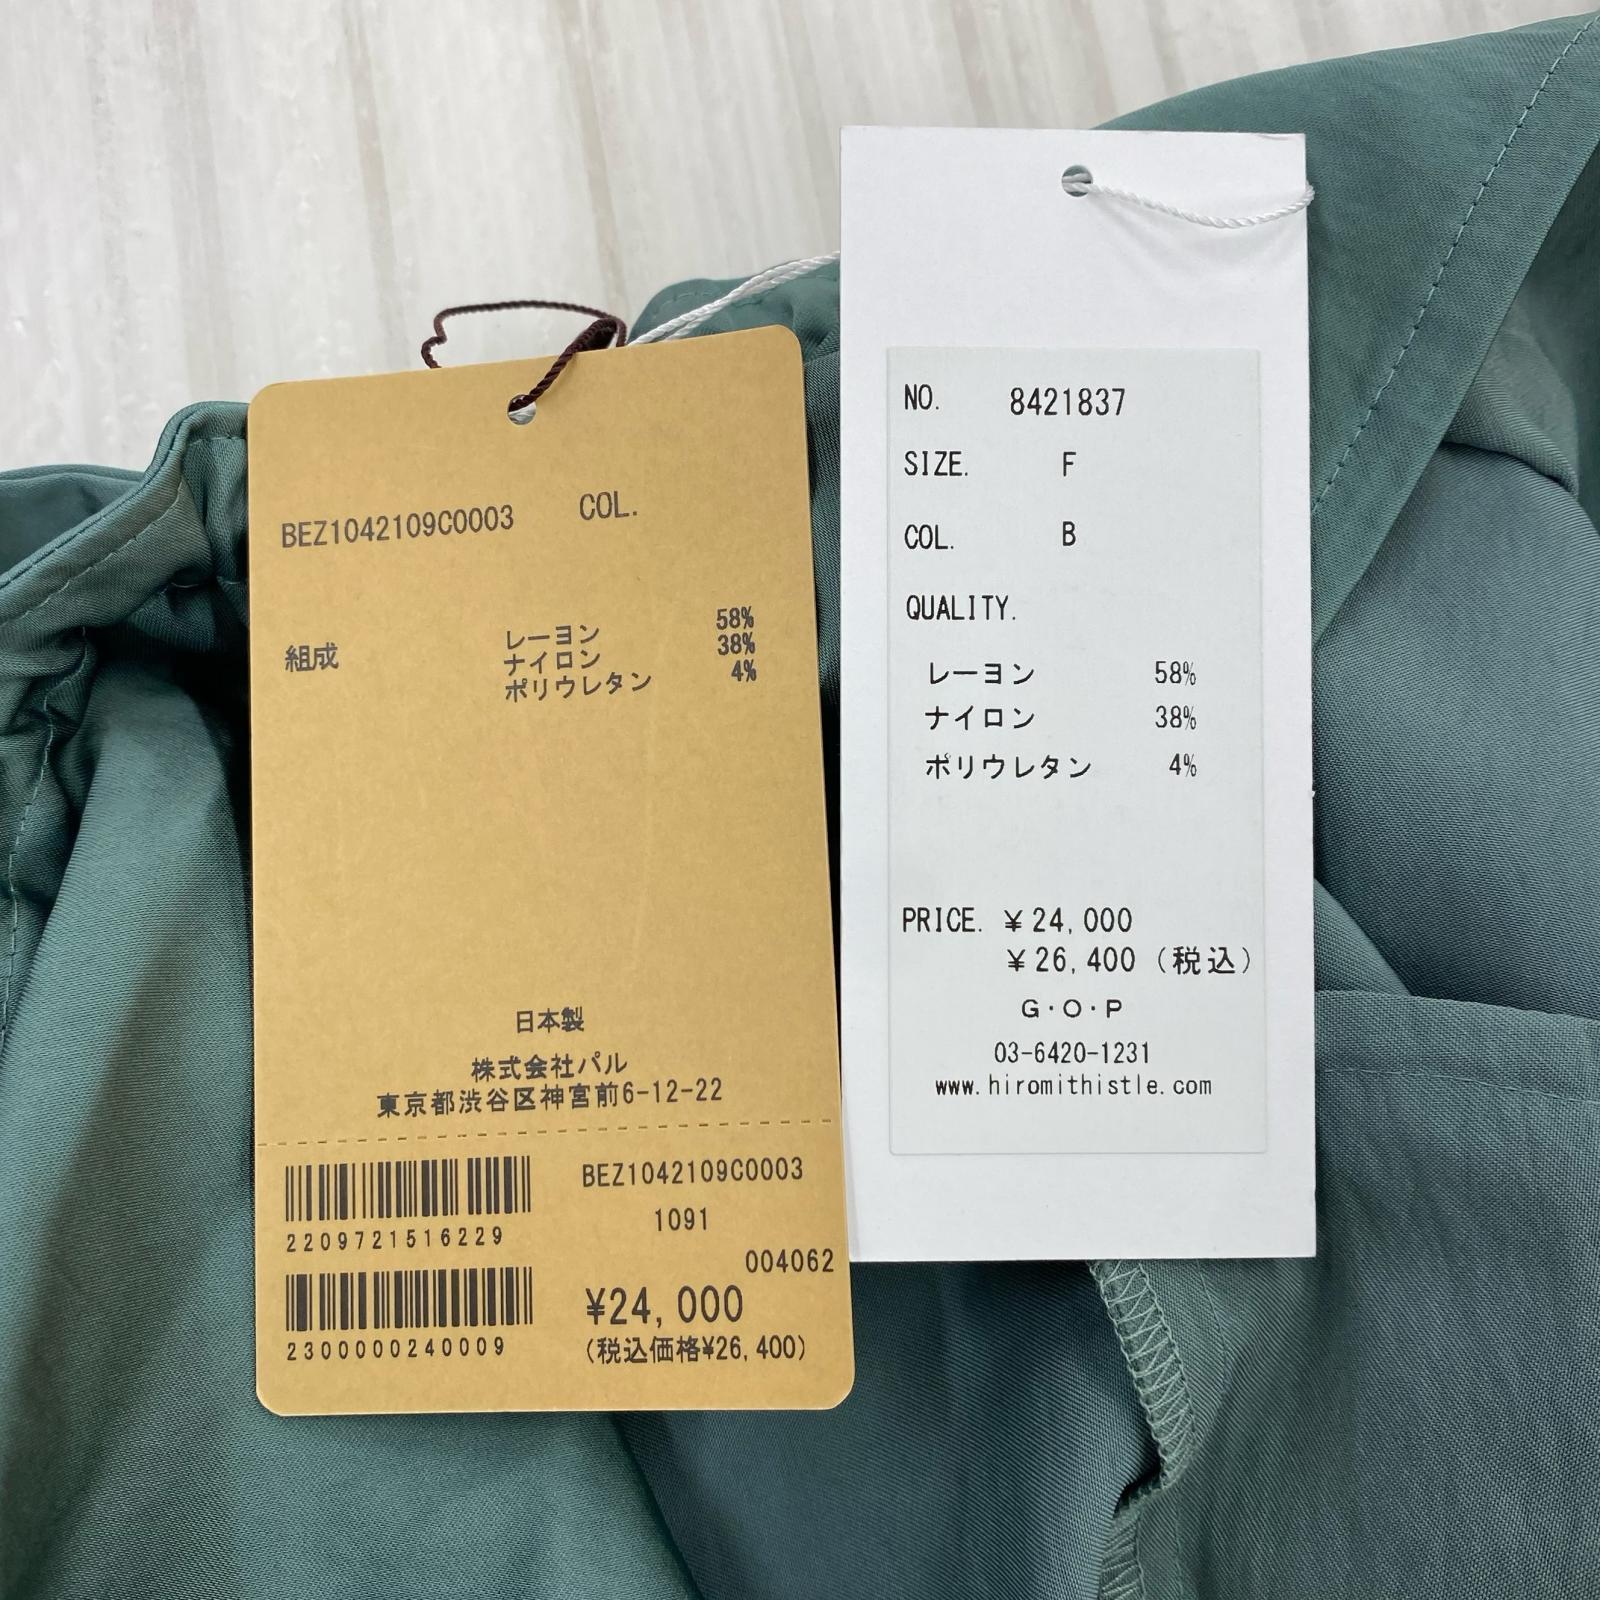 BEZ1042109C0003 COL.
組成 レーヨン 58%
ナイロン 38%
ポリウレタン 4%
日本製
株式会社パル
東京都渋谷区神宮前6-12-22
BEZ1042109C0003
1091
2209721516229
004062
¥24,000
2300000240009
(税込価格¥26,400)
NO. 8421837
SIZE. F
COL. B
QUALITY.
レーヨン 58%
ナイロン 38%
ポリウレタン 4%
PRICE. ¥24,000
¥26,400 (税込)
G・O・P
03-6420-1231
www.hiromithistle.com